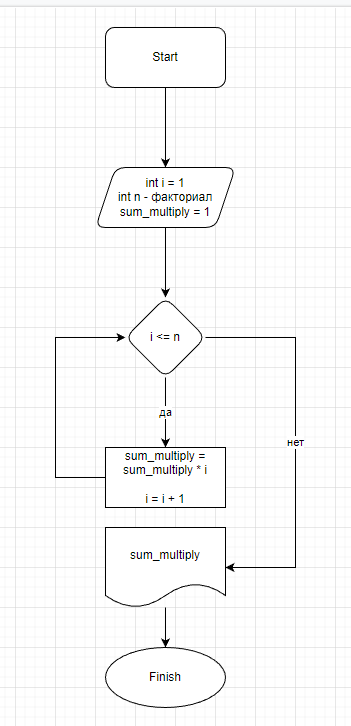 Start
int i = 1
int n - факториал
sum_multiply = 1
i <= n
да
нет
sum_multiply =
sum_multiply * i
i = i + 1
sum_multiply
Finish